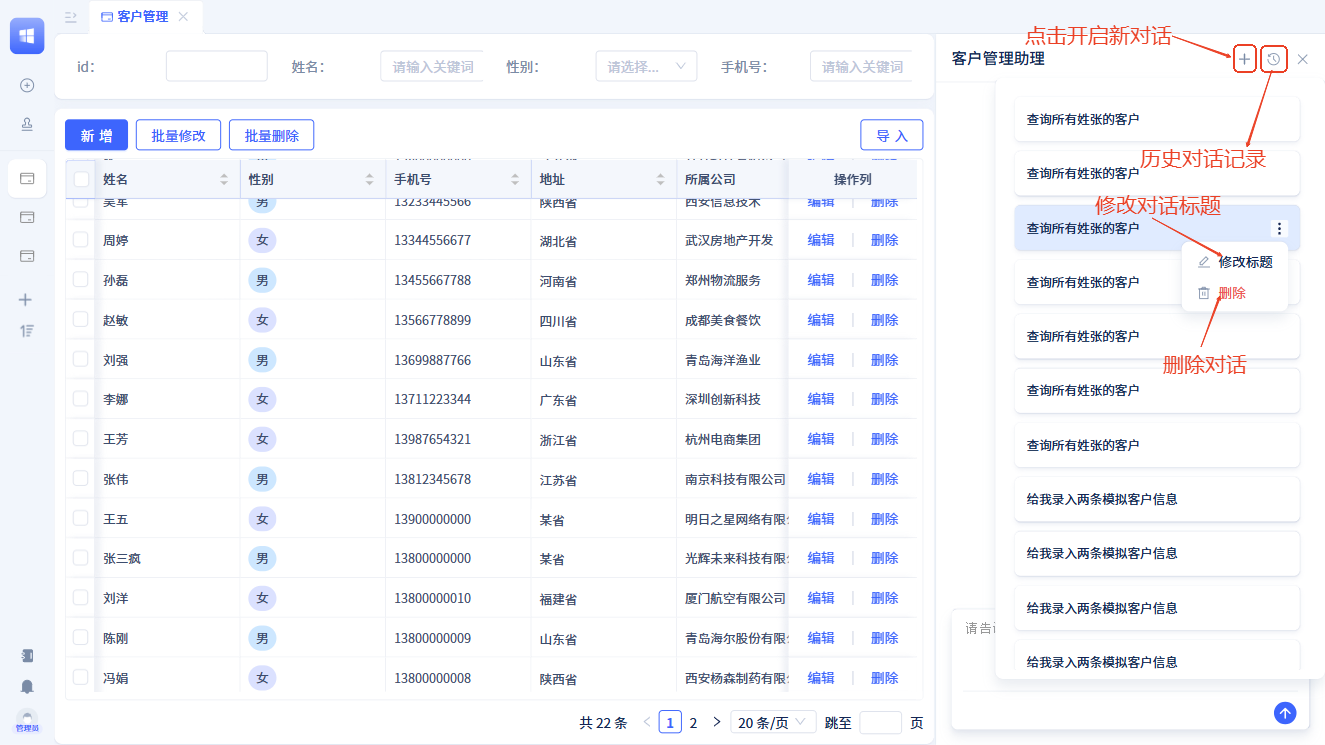 客户管理
id：
姓名：
请输入关键词
性别：
请选择...
手机号：
请输入关键词
新 增
批量修改
批量删除
导 入
姓名
性别
手机号
地址
所属公司
操作列
吴军 男 13233445566 陕西省 西安信息技术 编辑 删除
周婷 女 13344556677 湖北省 武汉房地产开发 编辑 删除
孙磊 男 13455667788 河南省 郑州物流服务 编辑 删除
赵敏 女 13566778899 四川省 成都美食餐饮 编辑 删除
刘强 男 13699887766 山东省 青岛海洋渔业 编辑 删除
李娜 女 13711223344 广东省 深圳创新科技 编辑 删除
王芳 女 13987654321 浙江省 杭州电商集团 编辑 删除
张伟 男 13812345678 江苏省 南京科技有限公司 编辑 删除
王五 女 13900000000 某省 明日之星网络有限 编辑 删除
张三疯 男 13800000000 某省 光辉未来科技有限 编辑 删除
刘洋 女 13800000010 福建省 厦门航空有限公司 编辑 删除
陈刚 男 13800000009 山东省 青岛海尔股份有限 编辑 删除
冯娟 女 13800000008 陕西省 西安杨森制药有限 编辑 删除
共 22 条 1 2 20 条/页 跳至 页
管理员
点击开启新对话
客户管理助理
查询所有姓张的客户
历史对话记录
查询所有姓张的客户
修改对话标题
查询所有姓张的客户
修改标题
查询所有姓张的客户
删除
查询所有姓张的客户
删除对话
查询所有姓张的客户
查询所有姓张的客户
给我录入两条模拟客户信息
给我录入两条模拟客户信息
给我录入两条模拟客户信息
请告
给我录入两条模拟客户信息